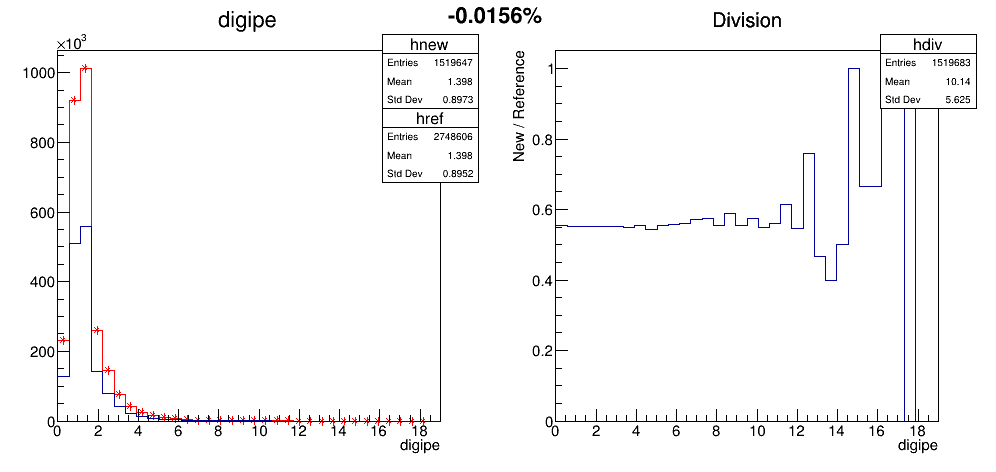 -0.0156%
digipe
×10³
hnew
Entries 1519647
Mean 1.398
Std Dev 0.8973
href
Entries 2748606
Mean 1.398
Std Dev 0.8952
1000
800
600
400
200
0
0 2 4 6 8 10 12 14 16 18
digipe
Division
hdiv
Entries 1519683
Mean 10.14
Std Dev 5.625
New / Reference
1
0.8
0.6
0.4
0.2
0
0 2 4 6 8 10 12 14 16 18
digipe